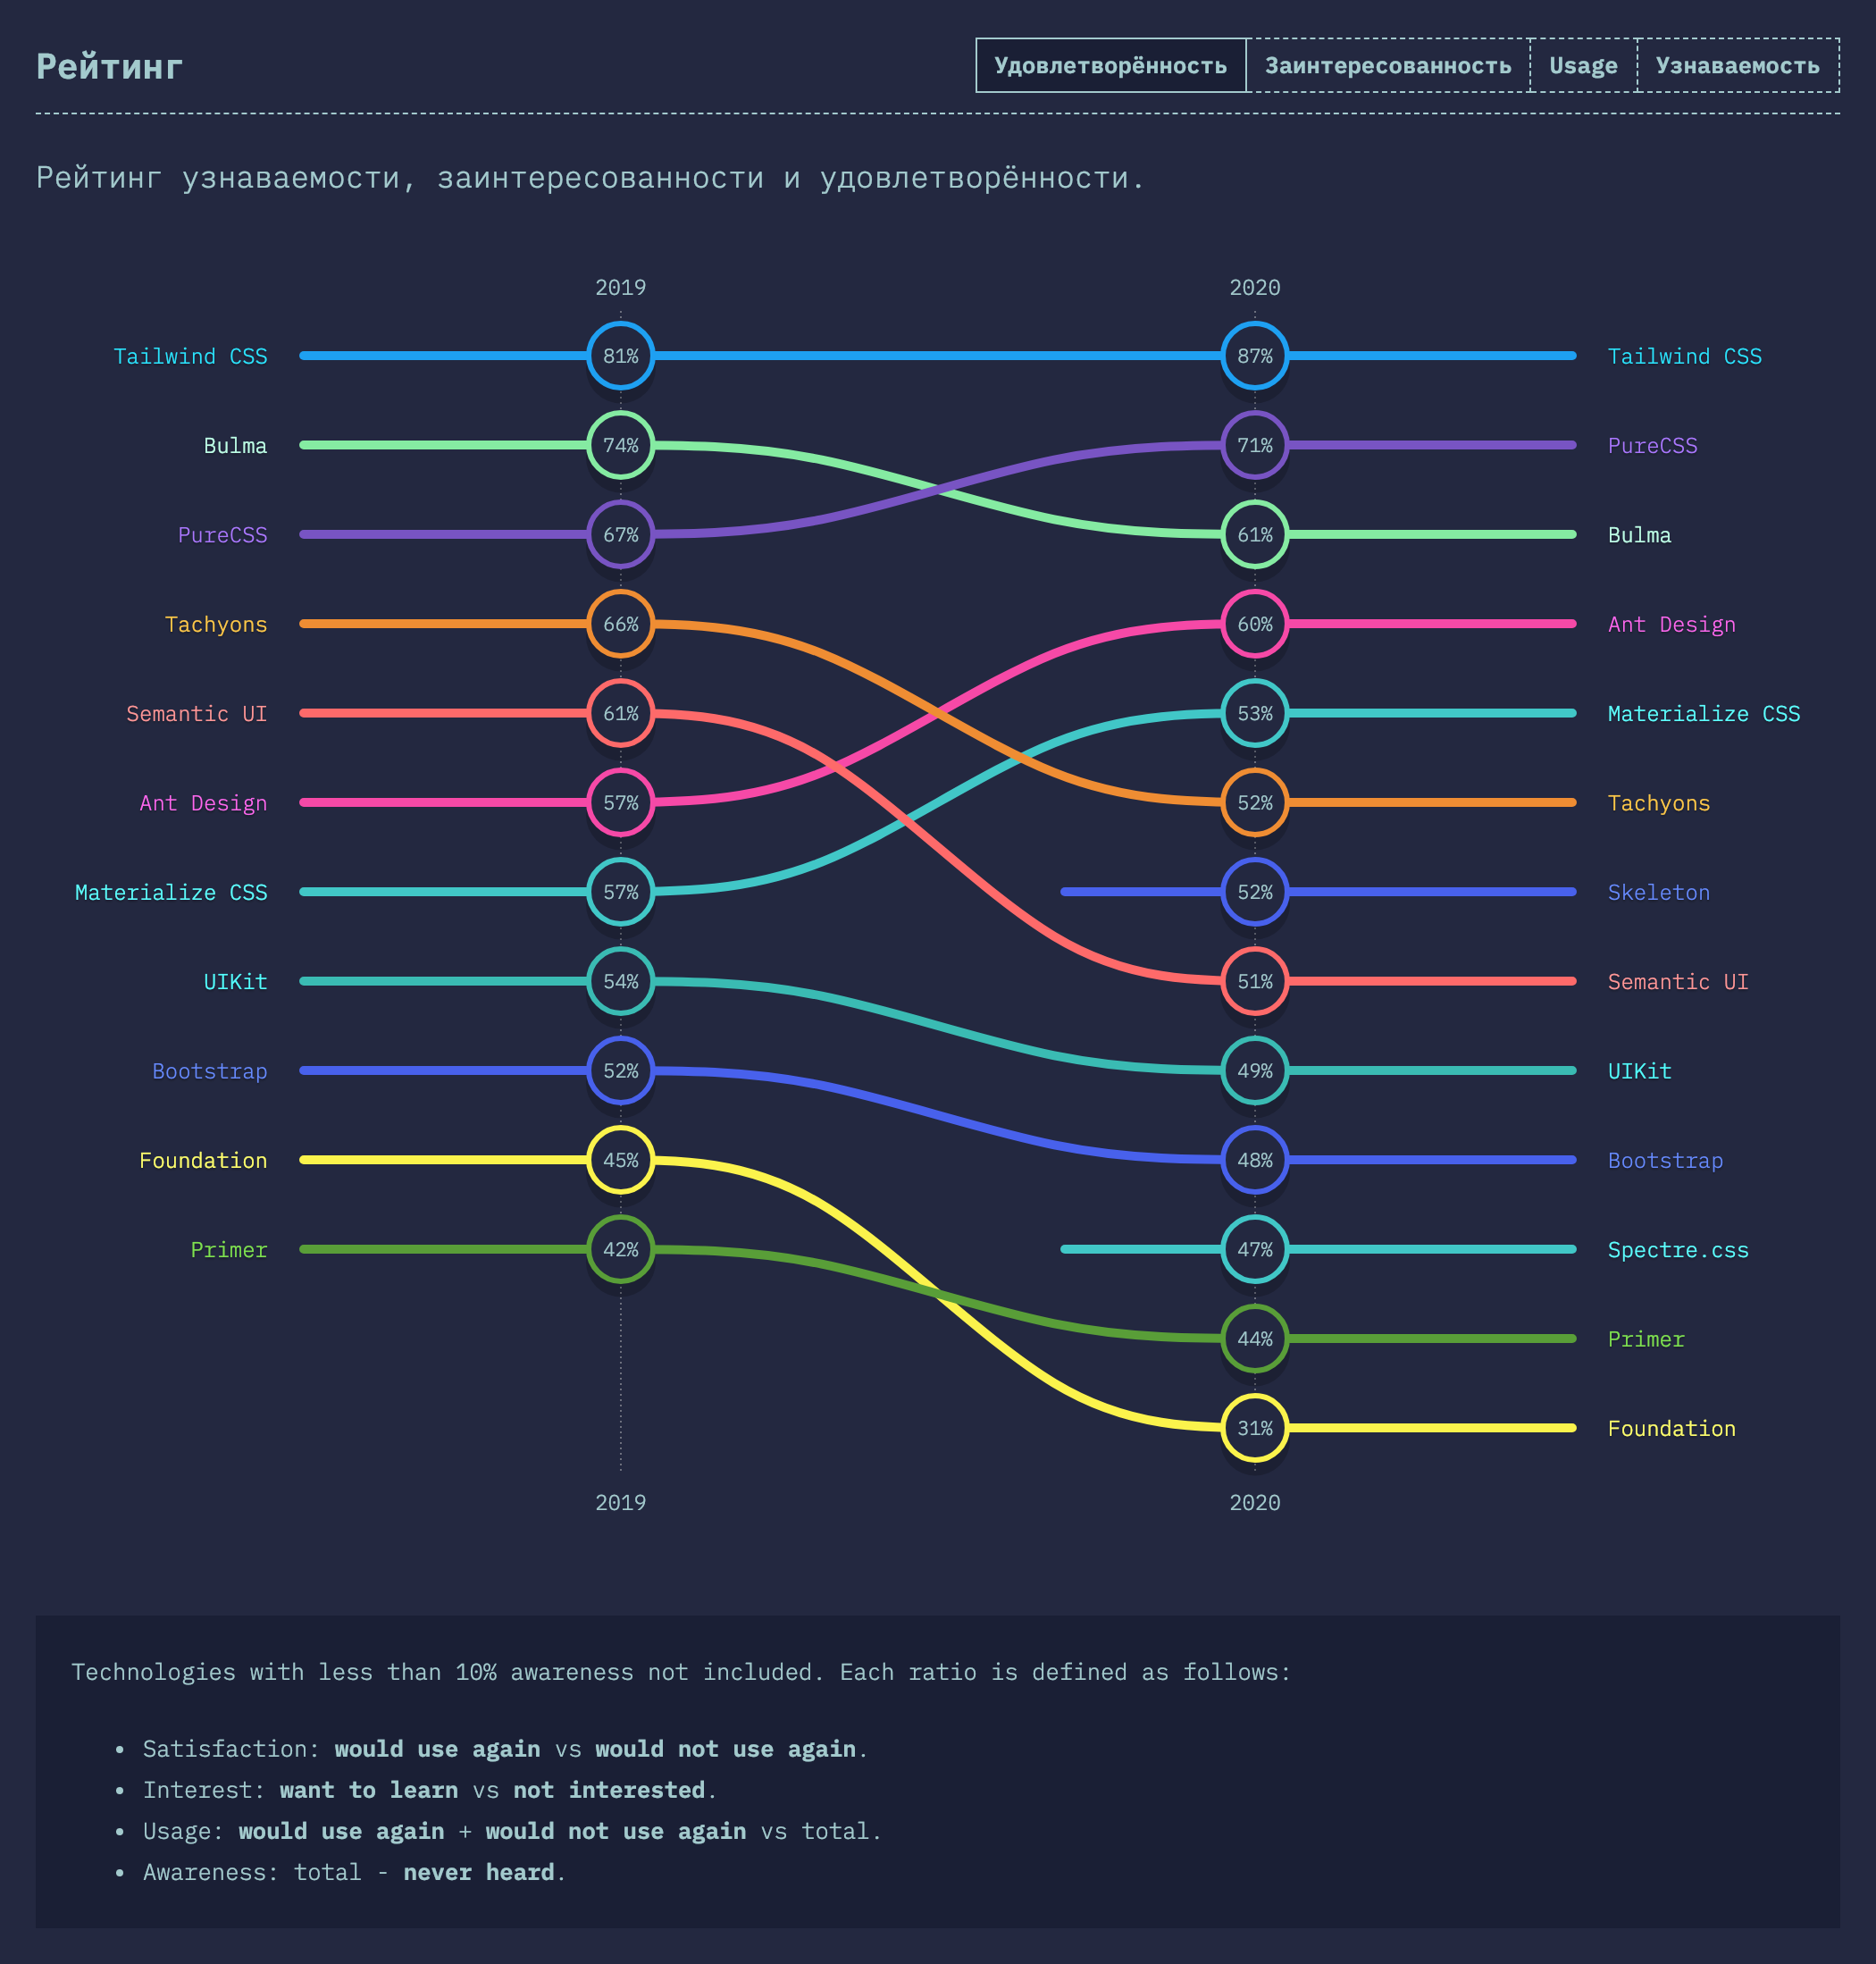 Рейтинг
Удовлетворённость Заинтересованность Usage Узнаваемость
Рейтинг узнаваемости, заинтересованности и удовлетворённости.
2019 2020
Tailwind CSS 81% 87% Tailwind CSS
Bulma 74% 71% PureCSS
PureCSS 67% 61% Bulma
Tachyons 66% 60% Ant Design
Semantic UI 61% 53% Materialize CSS
Ant Design 57% 52% Tachyons
Materialize CSS 57% 52% Skeleton
UIKit 54% 51% Semantic UI
Bootstrap 52% 49% UIKit
Foundation 45% 48% Bootstrap
Primer 42% 47% Spectre.css
44% Primer
31% Foundation
2019 2020
Technologies with less than 10% awareness not included. Each ratio is defined as follows:
• Satisfaction: would use again vs would not use again.
• Interest: want to learn vs not interested.
• Usage: would use again + would not use again vs total.
• Awareness: total - never heard.